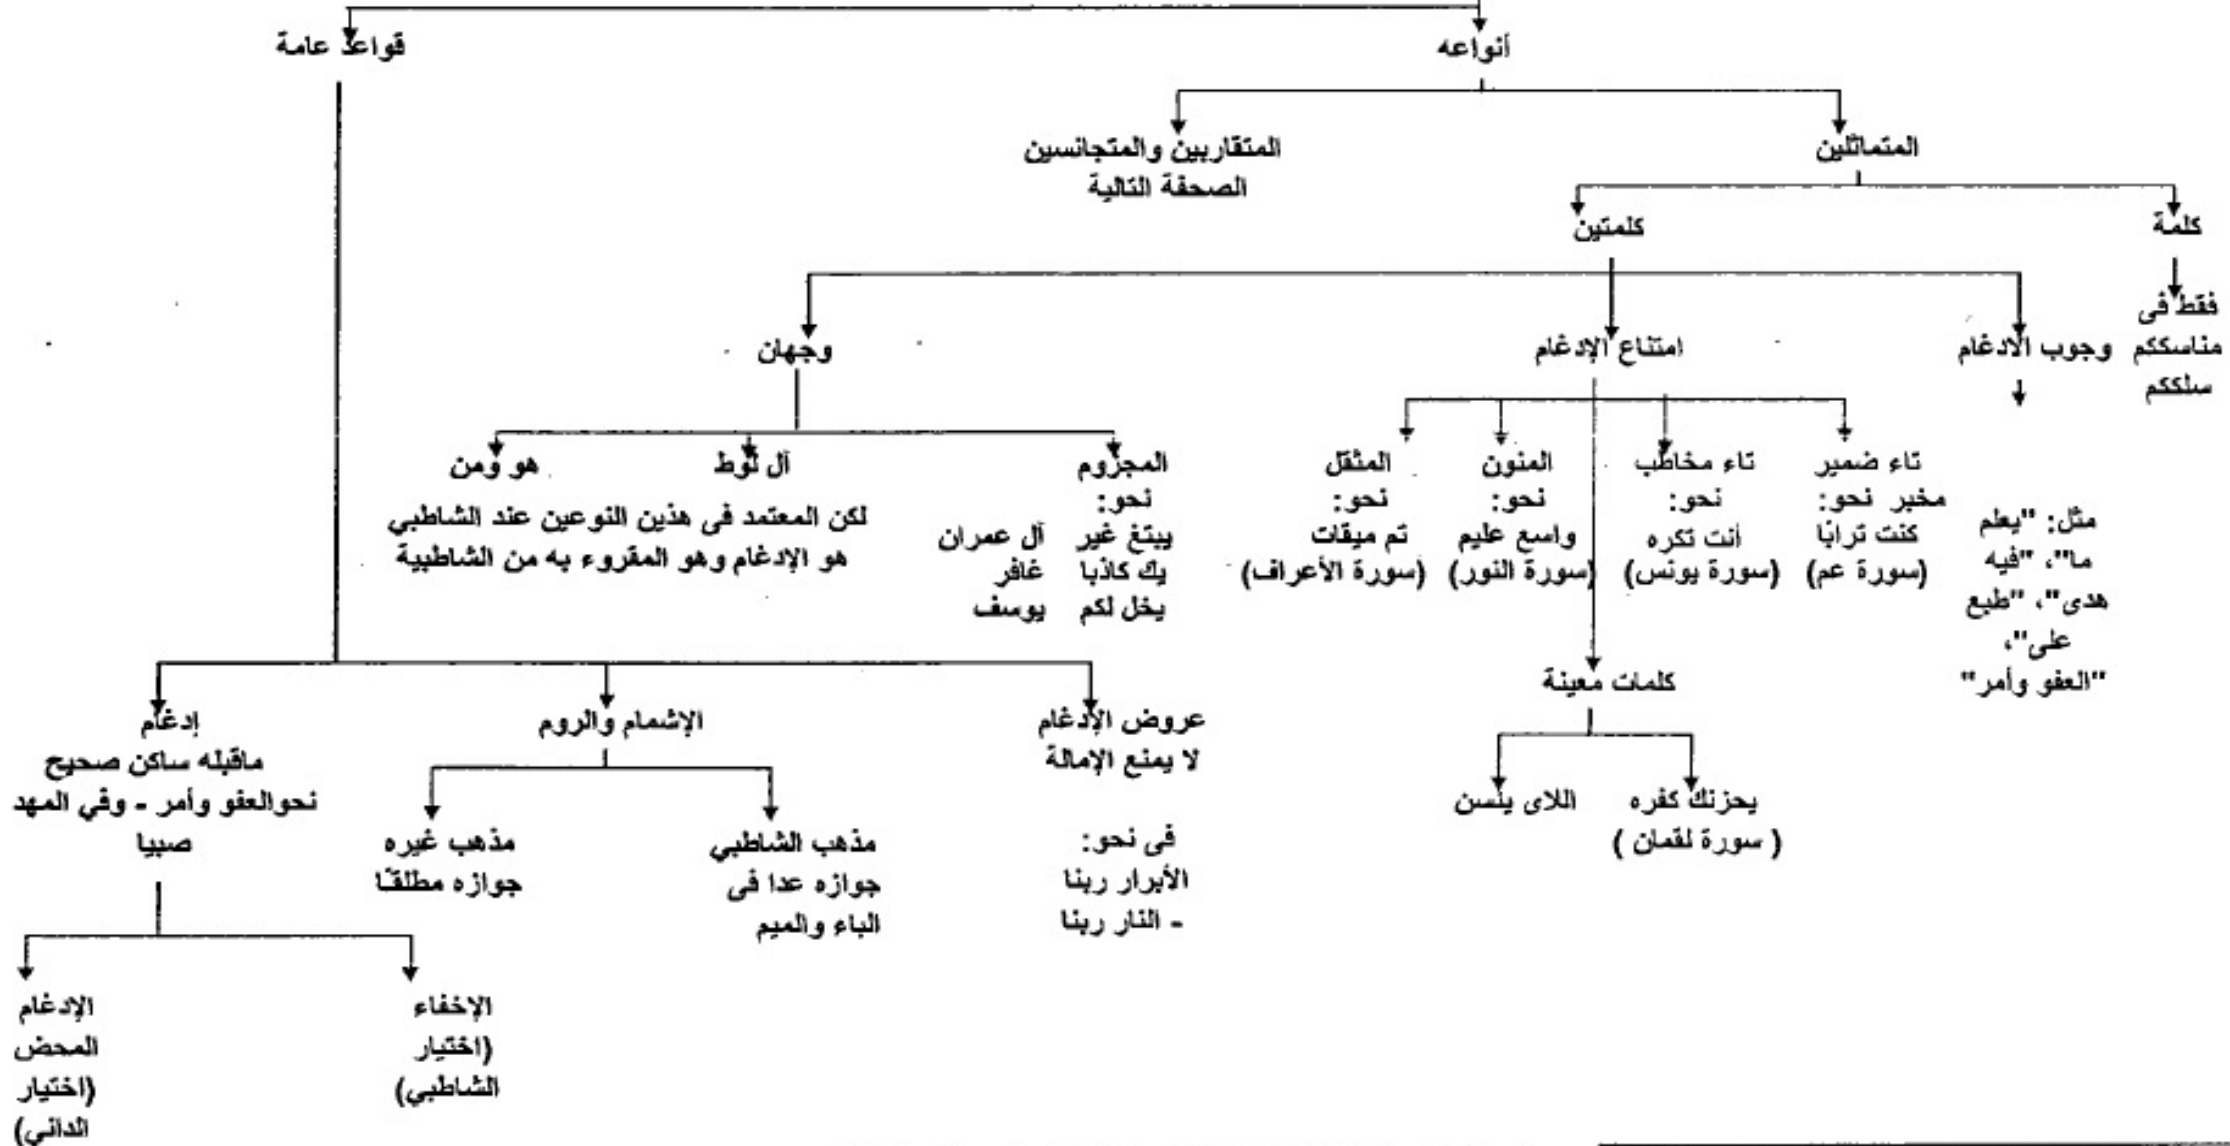 أنواعه
قواعد عامة
المتماثلين
المتقاربين والمتجانسين
الصحفة التالية
كلمة
كلمتين
فقط فى
مناسككم
سلككم
وجوب الادغام
امتناع الإدغام
وجهان
مثل: "يعلم
ما"، "فيه
هدى"، "طبع
على"،
"العفو وأمر"
تاء ضمير
مخبر نحو:
كنت ترابًا
(سورة عم)
تاء مخاطب
نحو:
أنت تكره
(سورة يونس)
المنون
نحو:
واسع عليم
(سورة النور)
المثقل
نحو:
تم ميقات
(سورة الأعراف)
كلمات معينة
يحزنك كفره
( سورة لقمان )
اللاى يئسن
المجزوم
نحو:
يبتغ غير آل عمران
يك كاذبا غافر
يخل لكم يوسف
آل لوط
هو ومن
لكن المعتمد فى هذين النوعين عند الشاطبي
هو الإدغام وهو المقروء به من الشاطبية
عروض الإدغام
لا يمنع الإمالة
فى نحو:
الأبرار ربنا
- النار ربنا
الإشمام والروم
مذهب الشاطبي
جوازه عدا فى
الباء والميم
مذهب غيره
جوازه مطلقًا
إدغام
ماقبله ساكن صحيح
نحوالعفو وأمر - وفي المهد
صبيا
الإخفاء
(اختيار
الشاطبي)
الإدغام
المحض
(اختيار
الداني)